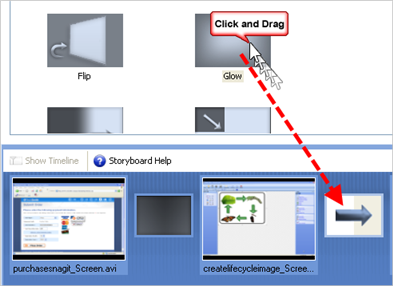 Click and Drag
Flip
Glow
Show Timeline
Storyboard Help
purchasesnagit_Screen.avi
createlifecycleimage_Scree...